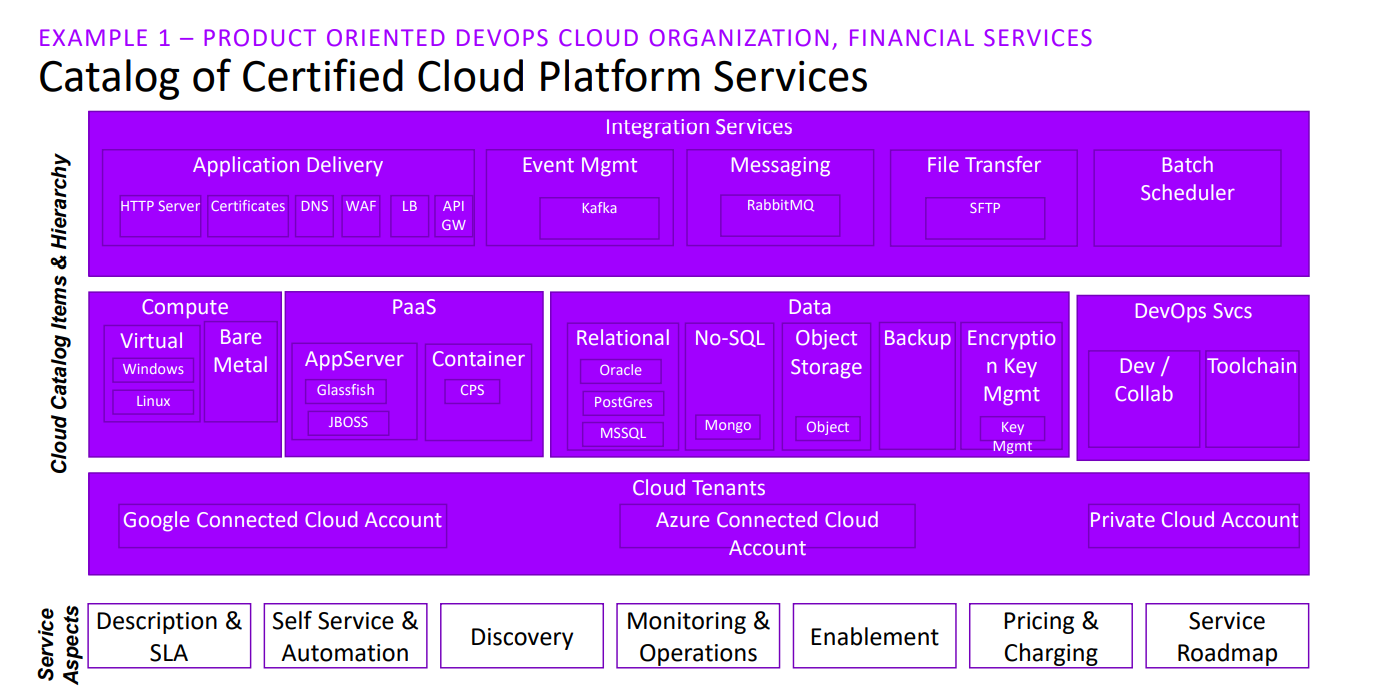 EXAMPLE 1 – PRODUCT ORIENTED DEVOPS CLOUD ORGANIZATION, FINANCIAL SERVICES
Catalog of Certified Cloud Platform Services
Cloud Catalog Items & Hierarchy
Integration Services
Application Delivery
HTTP Server
Certificates
DNS
WAF
LB
API
GW
Event Mgmt
Kafka
Messaging
RabbitMQ
File Transfer
SFTP
Batch
Scheduler
Compute
Virtual
Windows
Linux
Bare
Metal
PaaS
AppServer
Glassfish
JBOSS
Container
CPS
Data
Relational
Oracle
PostGres
MSSQL
No-SQL
Mongo
Object
Storage
Object
Backup
Encryptio
n Key
Mgmt
Key
Mgmt
DevOps Svcs
Dev /
Collab
Toolchain
Cloud Tenants
Google Connected Cloud Account
Azure Connected Cloud
Account
Private Cloud Account
Service
Aspects
Description &
SLA
Self Service &
Automation
Discovery
Monitoring &
Operations
Enablement
Pricing &
Charging
Service
Roadmap